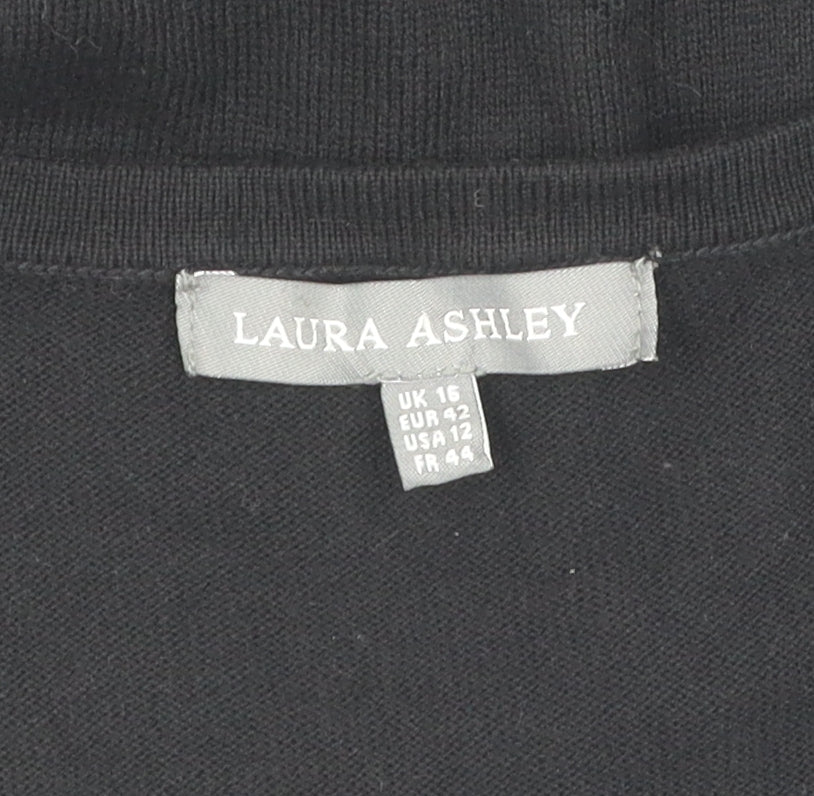 LAURA ASHLEY
UK 16
EUR 42
USA 12
FR 44